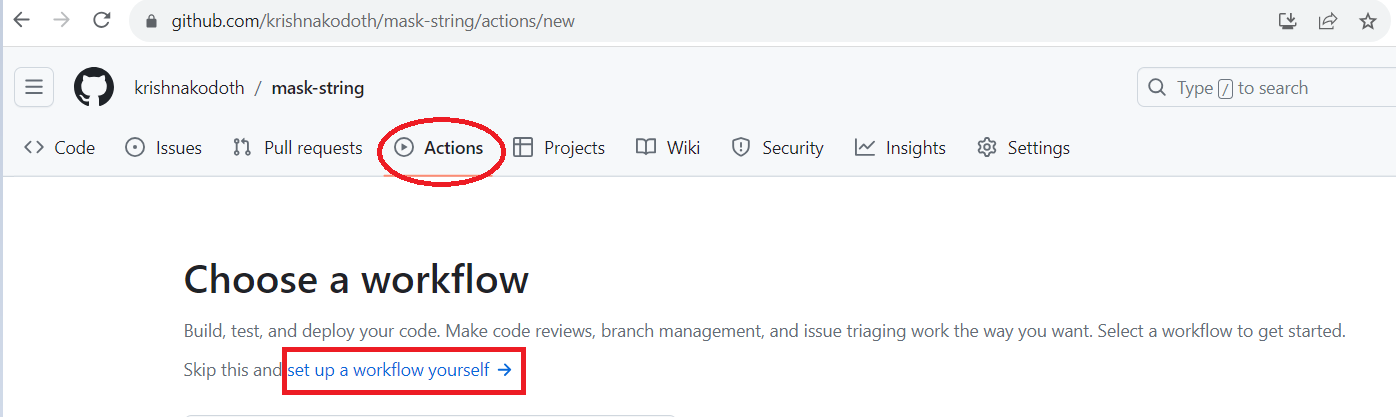 github.com/krishnakodoth/mask-string/actions/new
krishnakodoth / mask-string
Type / to search
Code Issues Pull requests Actions Projects Wiki Security Insights Settings
Choose a workflow
Build, test, and deploy your code. Make code reviews, branch management, and issue triaging work the way you want. Select a workflow to get started.
Skip this and set up a workflow yourself →